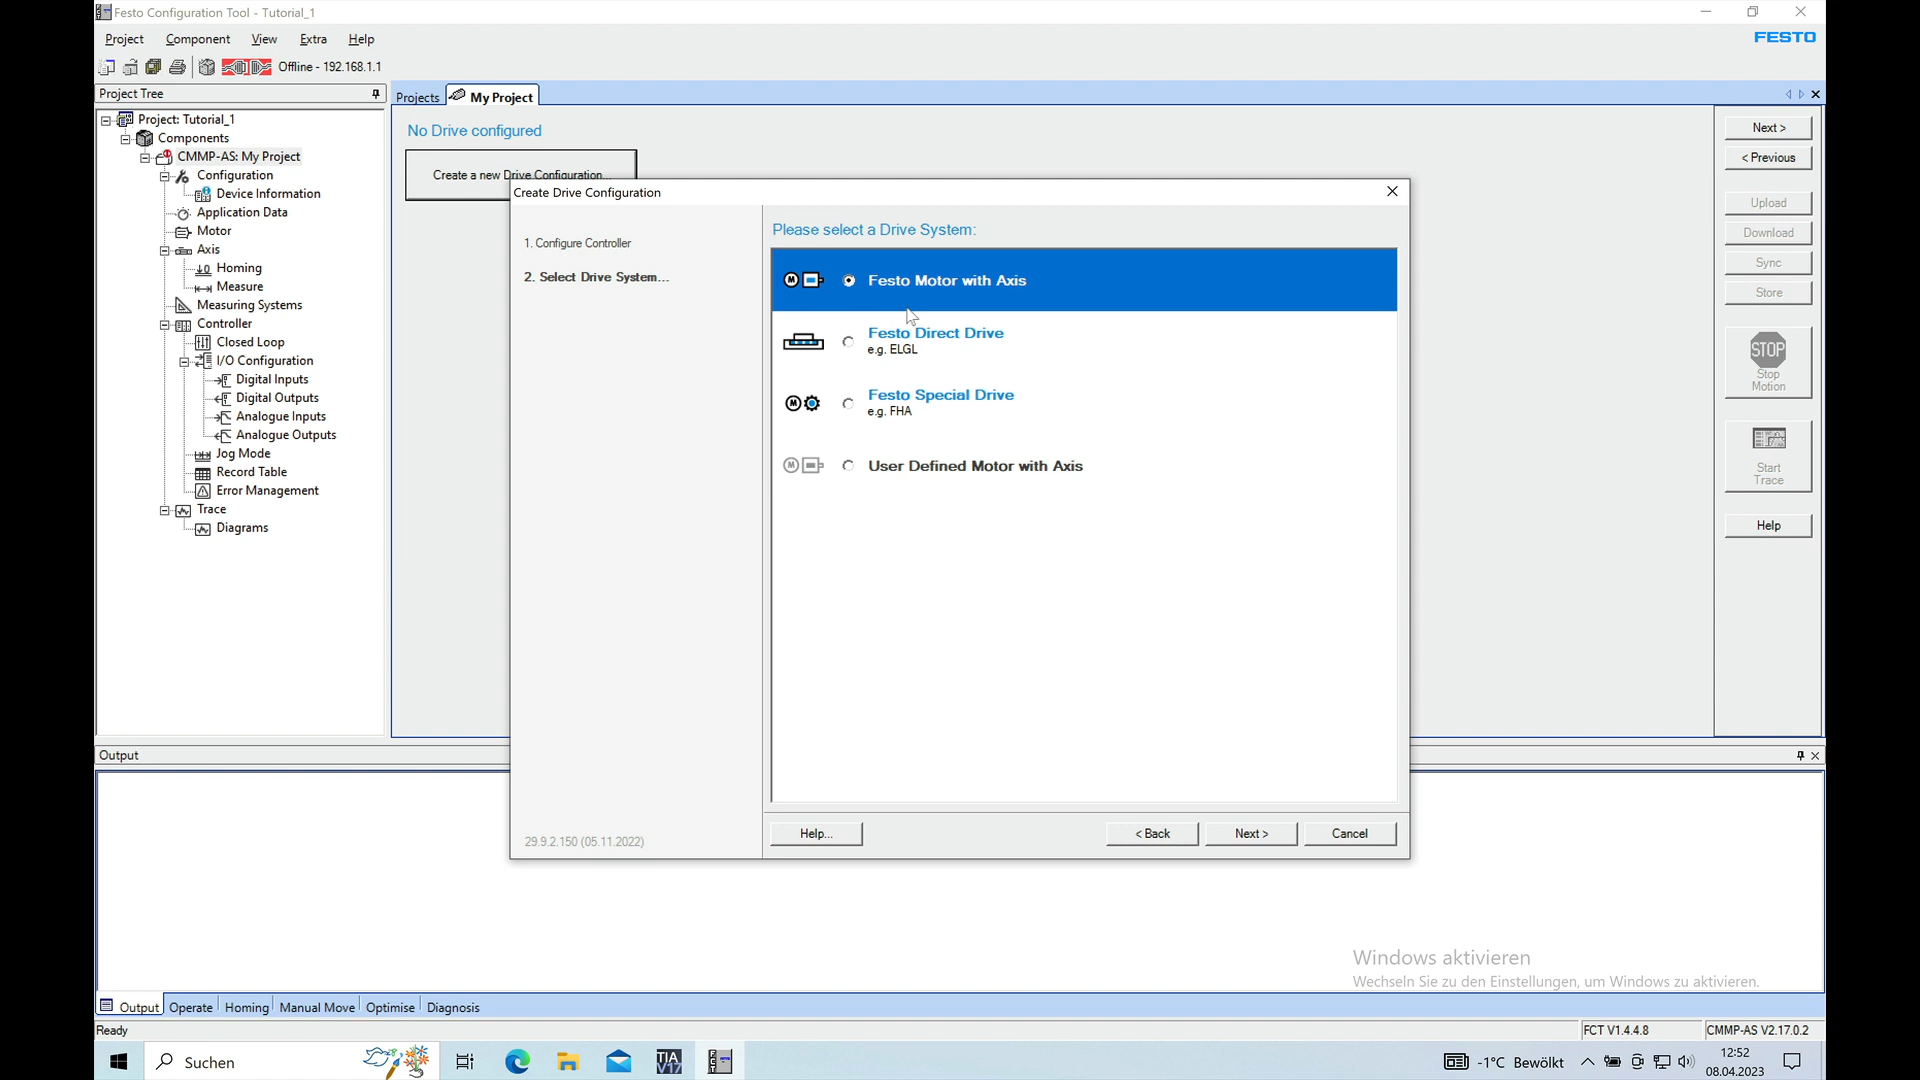 Festo Configuration Tool - Tutorial_1
Project Component View Extra Help
FESTO
Offline - 192.168.1.1
Project Tree
Projects My Project
Project: Tutorial_1
Components
CMMP-AS: My Project
Configuration
Device Information
Application Data
Motor
Axis
Homing
Measure
Measuring Systems
Controller
Closed Loop
I/O Configuration
Digital Inputs
Digital Outputs
Analogue Inputs
Analogue Outputs
Jog Mode
Record Table
Error Management
Trace
Diagrams
No Drive configured
Create a new Drive Configuration...
Create Drive Configuration
1. Configure Controller
2. Select Drive System...
29.9.2.150 (05.11.2022)
Please select a Drive System:
M Festo Motor with Axis
Festo Direct Drive
e.g. ELGL
M Festo Special Drive
e.g. FHA
M User Defined Motor with Axis
Help... < Back Next > Cancel
Next >
< Previous
Upload
Download
Sync
Store
STOP
Stop
Motion
Start
Trace
Help
Output
Windows aktivieren
Wechseln Sie zu den Einstellungen, um Windows zu aktivieren.
Output Operate Homing Manual Move Optimise Diagnosis
Ready FCT V1.4.4.8 CMMP-AS V2.17.0.2
Suchen
TIA
V17
-1°C Bewölkt
12:52
08.04.2023